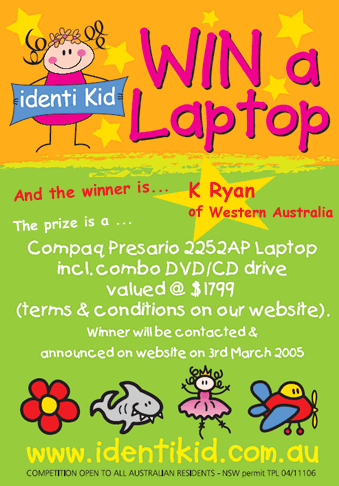 WIN a
identi Kid
Laptop
And the winner is...
K Ryan
of Western Australia
The prize is a ...
Compaq Presario 2252AP Laptop
incl. combo DVD/CD drive
valued @ $1799
(terms & conditions on our website).
Winner will be contacted &
announced on website on 3rd March 2005
www.identikid.com.au
COMPETITION OPEN TO ALL AUSTRALIAN RESIDENTS - NSW permit TPL 04/11106